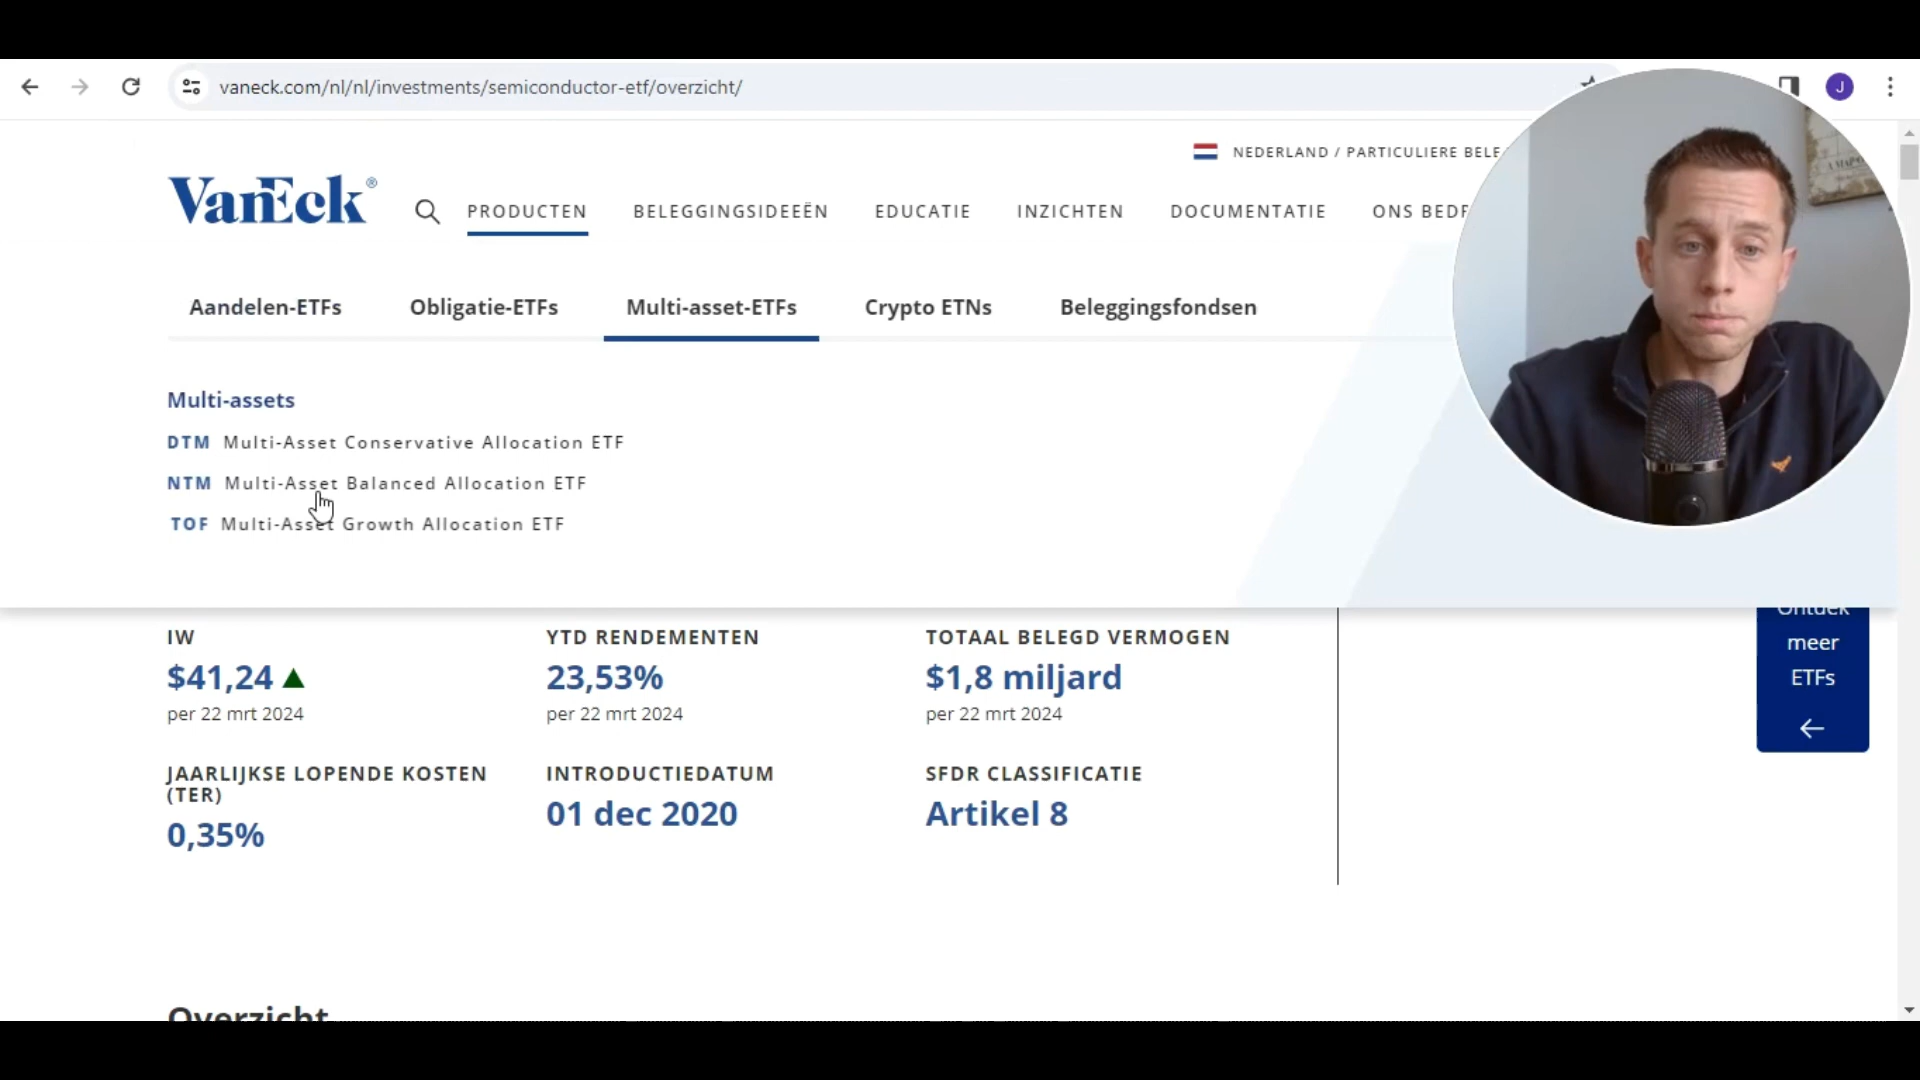 vaneck.com/nl/nl/investments/semiconductor-etf/overzicht/
J
NEDERLAND / PARTICULIERE BELE
VanEck®
PRODUCTEN
BELEGGINGSIDEEËN
EDUCATIE
INZICHTEN
DOCUMENTATIE
ONS BEDR
Aandelen-ETFs
Obligatie-ETFs
Multi-asset-ETFs
Crypto ETNs
Beleggingsfondsen
Multi-assets
DTM Multi-Asset Conservative Allocation ETF
NTM Multi-Asset Balanced Allocation ETF
TOF Multi-Asset Growth Allocation ETF
Ontdek
meer
ETFs
IW
$41,24
per 22 mrt 2024
YTD RENDEMENTEN
23,53%
per 22 mrt 2024
TOTAAL BELEGD VERMOGEN
$1,8 miljard
per 22 mrt 2024
JAARLIJKSE LOPENDE KOSTEN
(TER)
0,35%
INTRODUCTIEDATUM
01 dec 2020
SFDR CLASSIFICATIE
Artikel 8
Overzicht